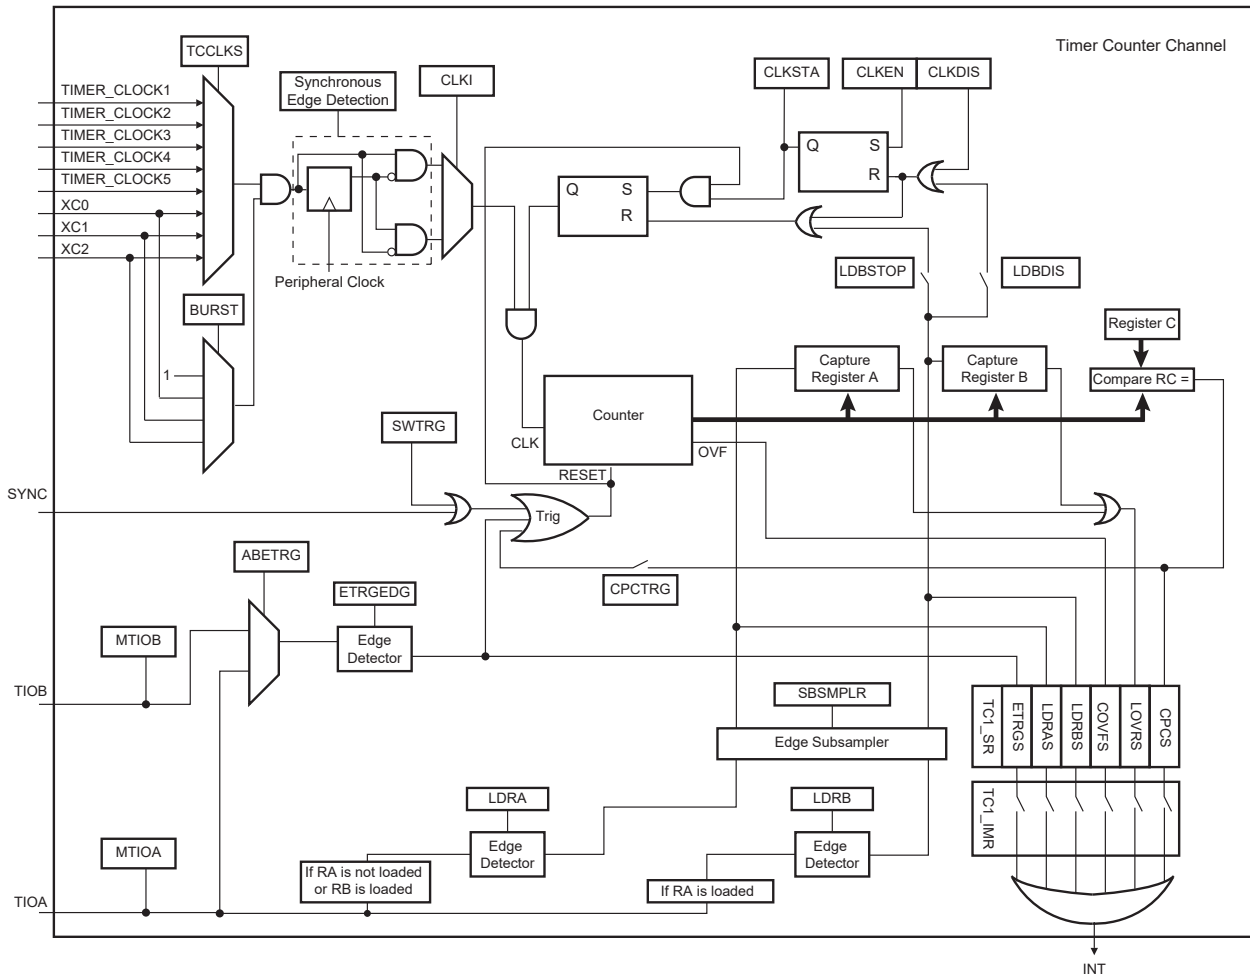 Timer Counter Channel
TCCLKS
CLKSTA
CLKEN
CLKDIS
Synchronous
Edge Detection
CLKI
TIMER_CLOCK1
TIMER_CLOCK2
TIMER_CLOCK3
TIMER_CLOCK4
TIMER_CLOCK5
XC0
XC1
XC2
Q
S
R
Q
S
R
Peripheral Clock
LDBSTOP
LDBDIS
BURST
Register C
1
Capture
Register A
Capture
Register B
Compare RC =
Counter
SWTRG
CLK
OVF
RESET
SYNC
Trig
ABETRG
ETRGEDG
CPCTRG
MTIOB
Edge
Detector
TIOB
SBSMPLR
Edge Subsampler
TC1_SR
ETRGS
LDRAS
LDRBS
COVFS
LOVRS
CPCS
TC1_IMR
LDRA
LDRB
Edge
Detector
Edge
Detector
MTIOA
If RA is not loaded
or RB is loaded
If RA is loaded
TIOA
INT